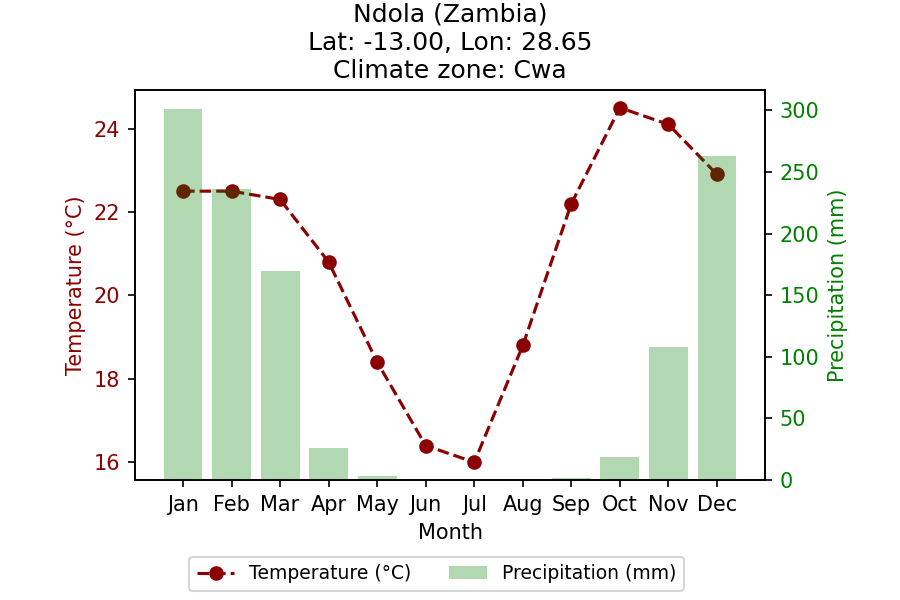 Ndola (Zambia)
Lat: -13.00, Lon: 28.65
Climate zone: Cwa
Temperature (°C)
24
22
20
18
16
300
250
200
150
100
50
0
Precipitation (mm)
Jan Feb Mar Apr May Jun Jul Aug Sep Oct Nov Dec
Month
Temperature (°C) Precipitation (mm)